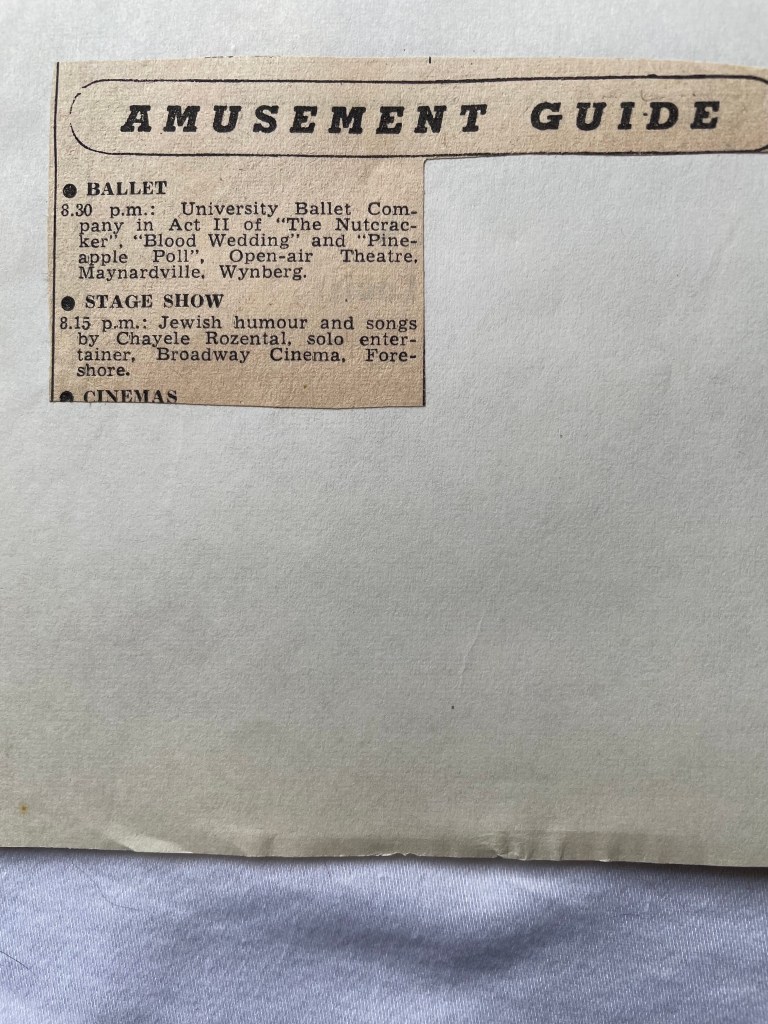 AMUSEMENT GUIDE
● BALLET
8.30 p.m.: University Ballet Com-
pany in Act II of "The Nutcrac-
ker", "Blood Wedding" and "Pine-
apple Poll", Open-air Theatre,
Maynardville, Wynberg.
● STAGE SHOW
8.15 p.m.: Jewish humour and songs
by Chayele Rozental, solo enter-
tainer, Broadway Cinema, Fore-
shore.
● CINEMAS